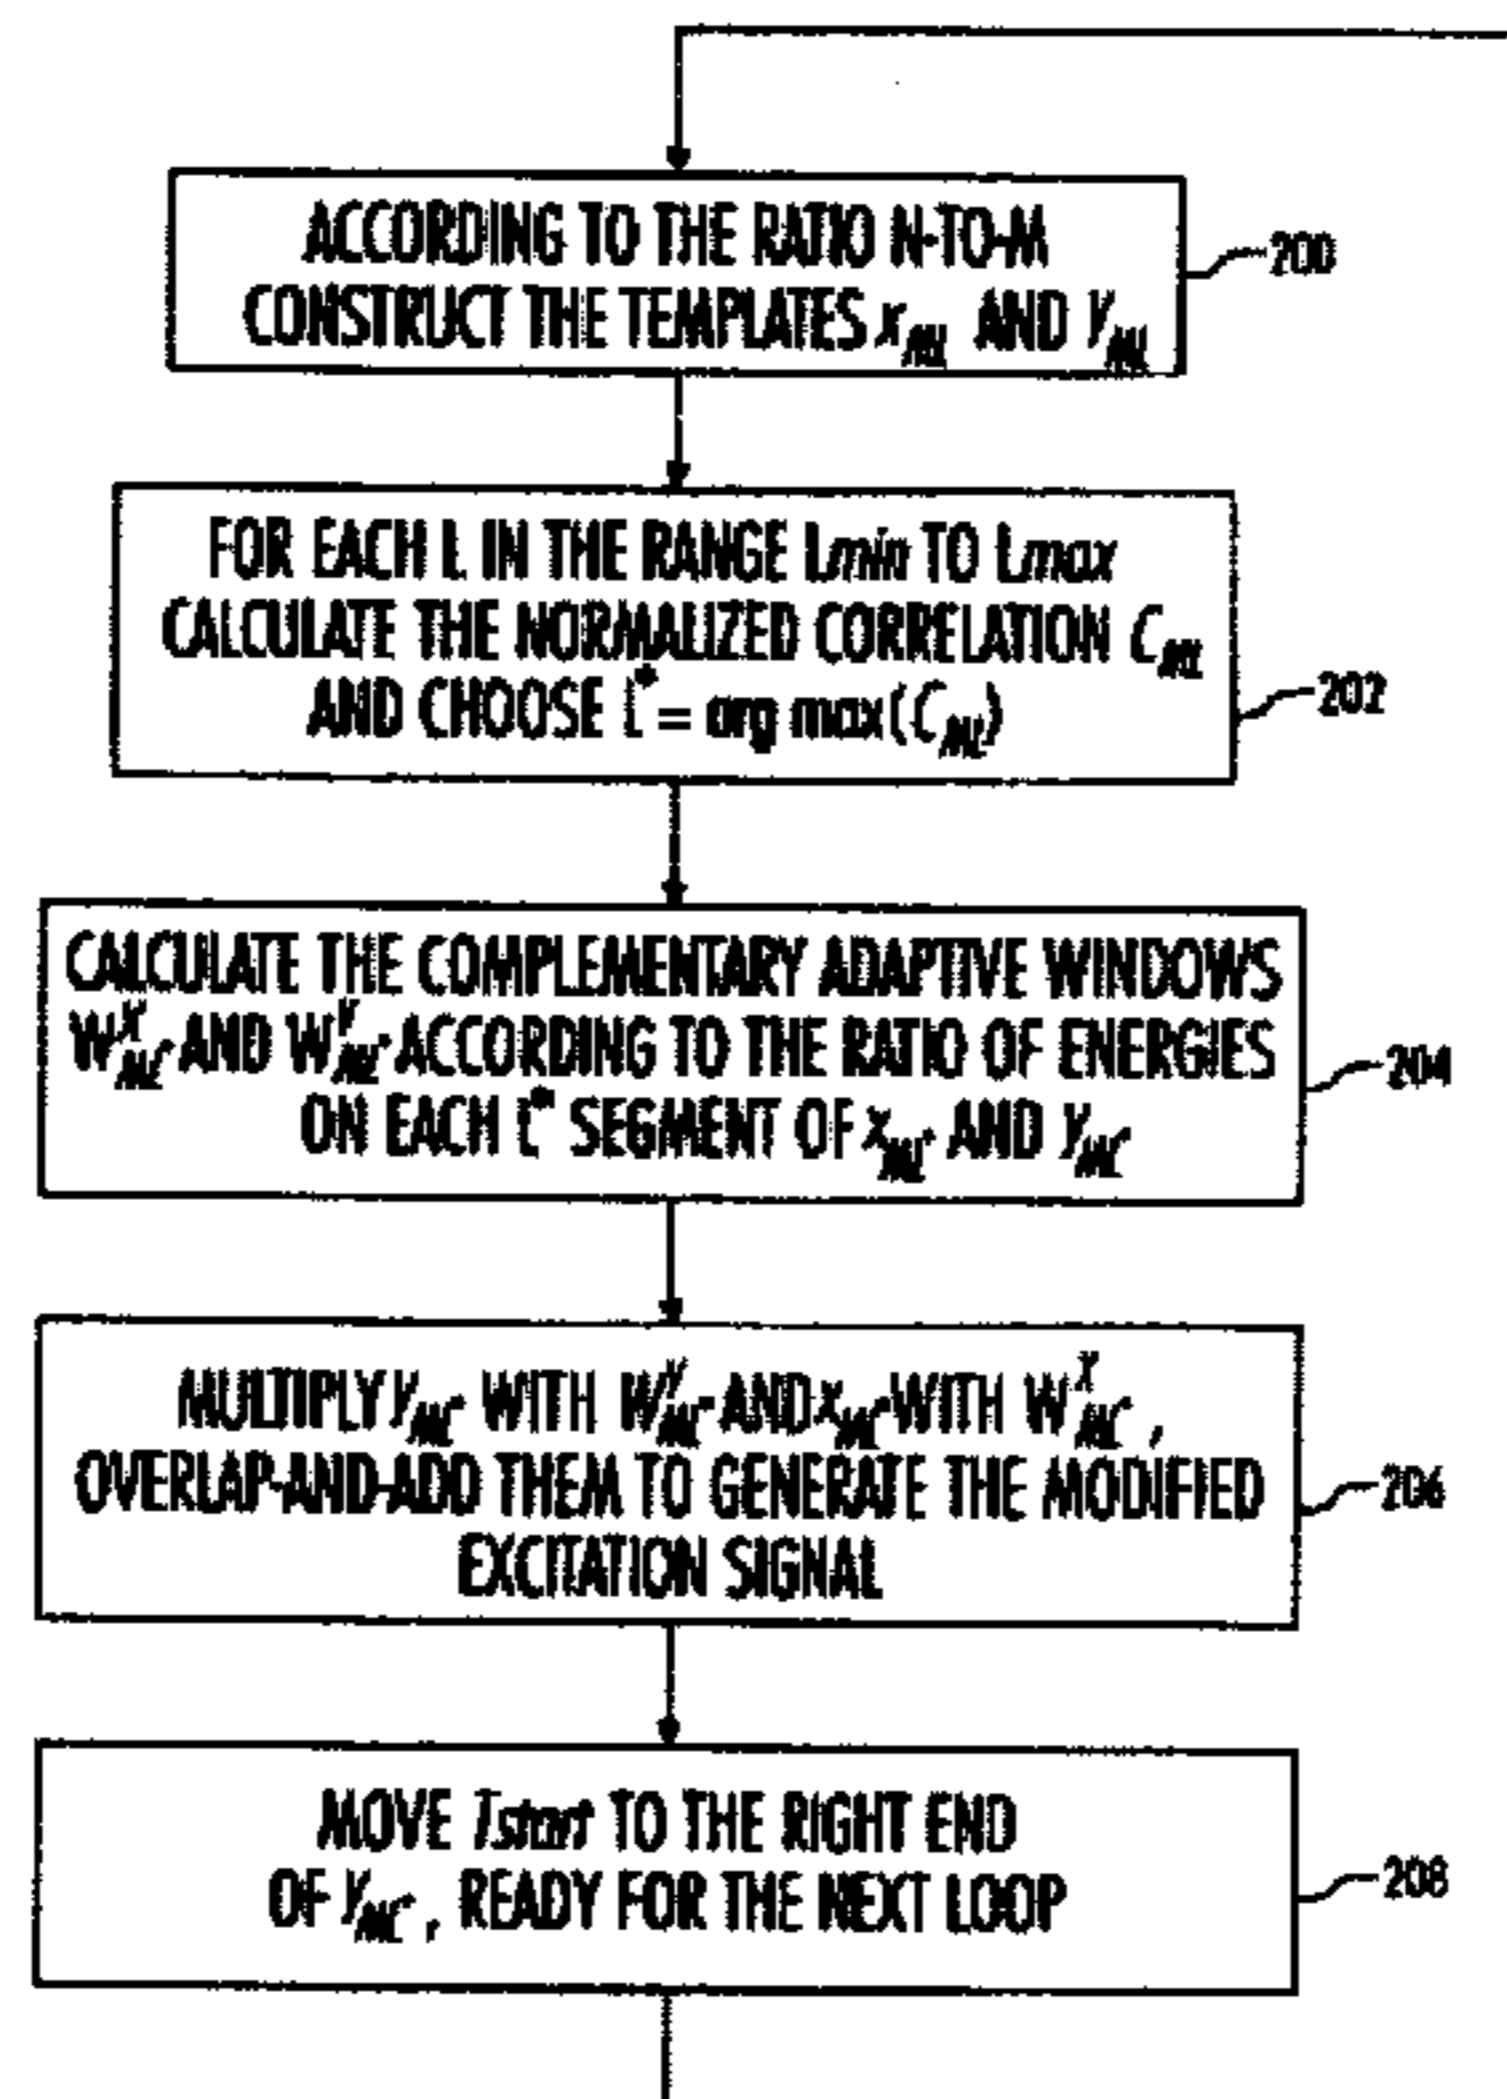 ACCORDING TO THE RATIO N-TO-M
200
CONSTRUCT THE TEMPLATES x_ML AND y_ML
FOR EACH L IN THE RANGE Lmin TO Lmax
CALCULATE THE NORMALIZED CORRELATION C_ML
202
AND CHOOSE L* = arg max(C_ML)
CALCULATE THE COMPLEMENTARY ADAPTIVE WINDOWS
W^x_ML* AND W^y_ML* ACCORDING TO THE RATIO OF ENERGIES
204
ON EACH L* SEGMENT OF x_ML* AND y_ML*
MULTIPLY y_ML* WITH W^y_ML* AND x_ML* WITH W^x_ML*,
OVERLAP-AND-ADD THEM TO GENERATE THE MODIFIED
206
EXCITATION SIGNAL
MOVE Tstart TO THE RIGHT END
208
OF y_ML*, READY FOR THE NEXT LOOP